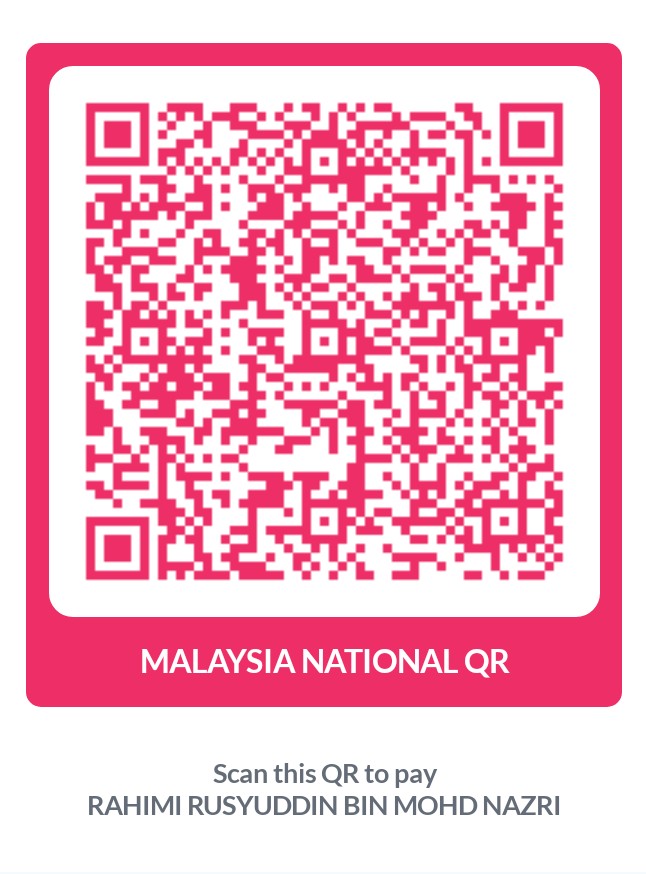 MALAYSIA NATIONAL QR
Scan this QR to pay
RAHIMI RUSYUDDIN BIN MOHD NAZRI